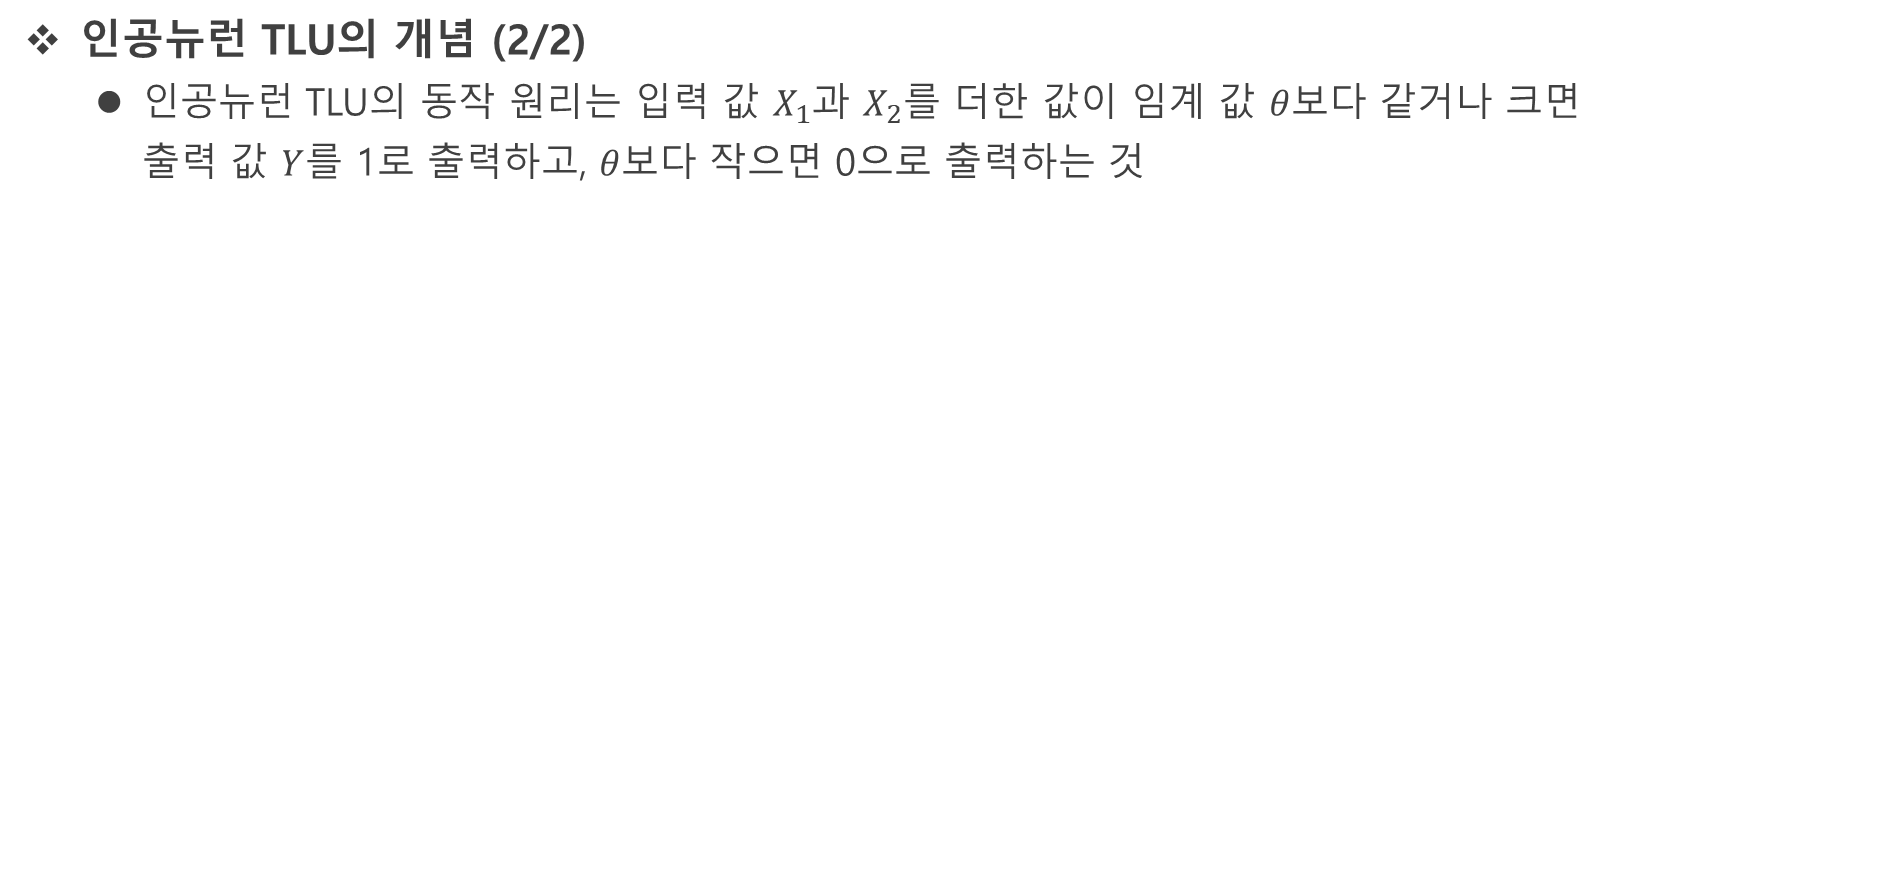 ❖ 인공뉴런 TLU의 개념 (2/2)
● 인공뉴런 TLU의 동작 원리는 입력 값 X₁과 X₂를 더한 값이 임계 값 θ보다 같거나 크면
출력 값 Y를 1로 출력하고, θ보다 작으면 0으로 출력하는 것